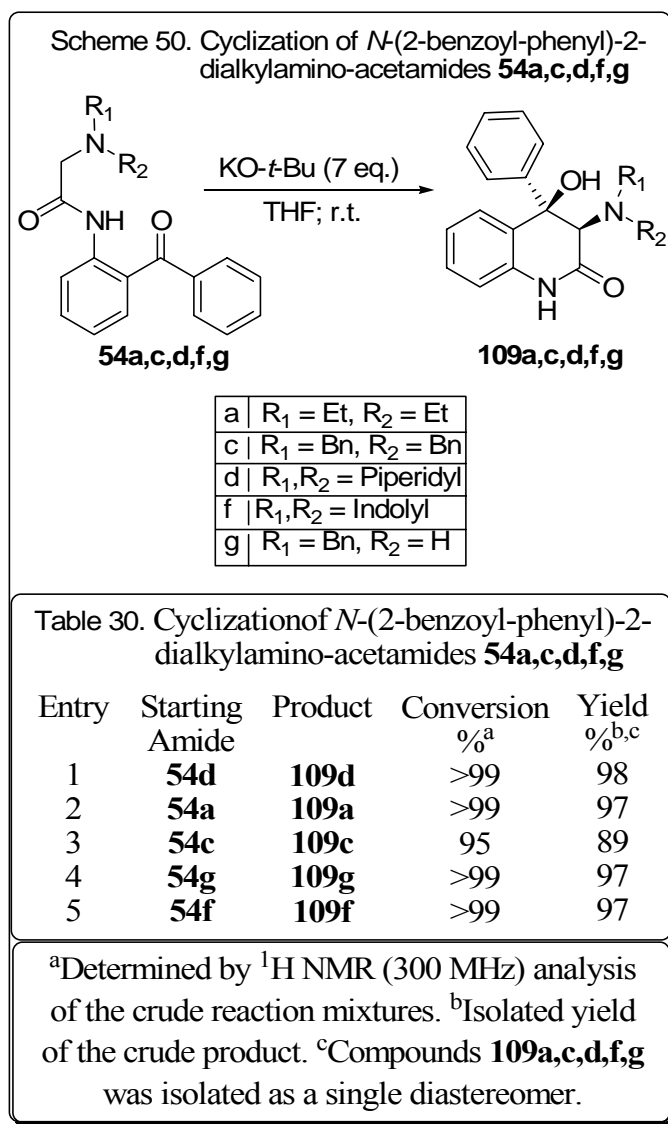 Scheme 50. Cyclization of N-(2-benzoyl-phenyl)-2-
dialkylamino-acetamides 54a,c,d,f,g
R₁
N
R₂
O
NH
O
54a,c,d,f,g
KO-t-Bu (7 eq.)
THF; r.t.
OH
R₁
N
R₂
N
H
O
109a,c,d,f,g
a | R₁ = Et, R₂ = Et
c | R₁ = Bn, R₂ = Bn
d | R₁,R₂ = Piperidyl
f | R₁,R₂ = Indolyl
g | R₁ = Bn, R₂ = H
Table 30. Cyclizationof N-(2-benzoyl-phenyl)-2-
dialkylamino-acetamides 54a,c,d,f,g
Entry Starting Product Conversion Yield
Amide %ᵃ %ᵇ,ᶜ
1 54d 109d >99 98
2 54a 109a >99 97
3 54c 109c 95 89
4 54g 109g >99 97
5 54f 109f >99 97
ᵃDetermined by ¹H NMR (300 MHz) analysis
of the crude reaction mixtures. ᵇIsolated yield
of the crude product. ᶜCompounds 109a,c,d,f,g
was isolated as a single diastereomer.